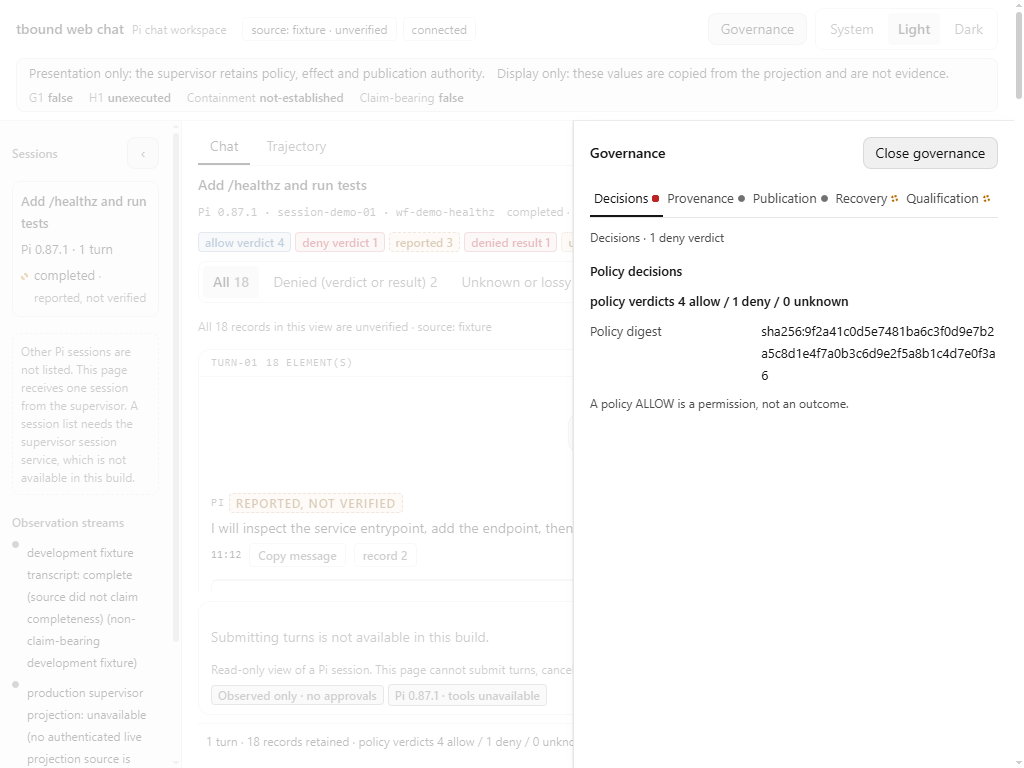 tbound web chat Pi chat workspace source: fixture · unverified connected Governance System Light Dark
Presentation only: the supervisor retains policy, effect and publication authority. Display only: these values are copied from the projection and are not evidence.
G1 false H1 unexecuted Containment not-established Claim-bearing false
Sessions
‹
Add /healthz and run
tests
Pi 0.87.1 · 1 turn
completed ·
reported, not verified
Other Pi sessions are
not listed. This page
receives one session
from the supervisor. A
session list needs the
supervisor session
service, which is not
available in this build.
Observation streams
development fixture
transcript: complete
(source did not claim
completeness) (non-
claim-bearing
development fixture)
production supervisor
projection: unavailable
(no authenticated live
projection source is
Chat Trajectory
Add /healthz and run tests
Pi 0.87.1 · session-demo-01 · wf-demo-healthz completed ·
allow verdict 4 deny verdict 1 reported 3 denied result 1
All 18 Denied (verdict or result) 2 Unknown or lossy
All 18 records in this view are unverified · source: fixture
TURN-01 18 ELEMENT(S)
PI REPORTED, NOT VERIFIED
I will inspect the service entrypoint, add the endpoint, then
11:12 Copy message record 2
Submitting turns is not available in this build.
Read-only view of a Pi session. This page cannot submit turns, cance
Observed only · no approvals Pi 0.87.1 · tools unavailable
1 turn · 18 records retained · policy verdicts 4 allow / 1 deny / 0 unkno
Governance Close governance
Decisions Provenance Publication Recovery Qualification
Decisions · 1 deny verdict
Policy decisions
policy verdicts 4 allow / 1 deny / 0 unknown
Policy digest sha256:9f2a41c0d5e7481ba6c3f0d9e7b2
a5c8d1e4f7a0b3c6d9e2f5a8b1c4d7e0f3a
6
A policy ALLOW is a permission, not an outcome.